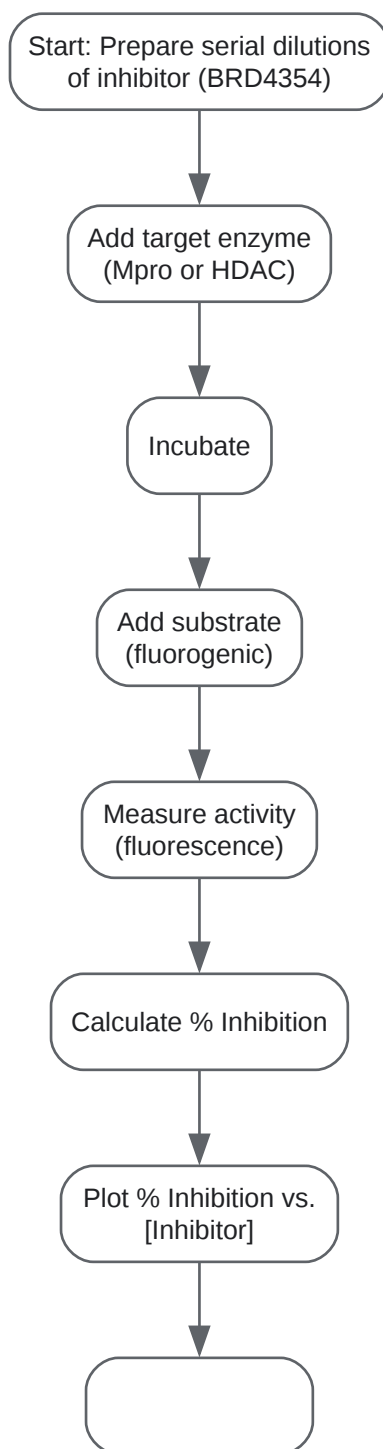 Start: Prepare serial dilutions
of inhibitor (BRD4354)
Add target enzyme
(Mpro or HDAC)
Incubate
Add substrate
(fluorogenic)
Measure activity
(fluorescence)
Calculate % Inhibition
Plot % Inhibition vs.
[Inhibitor]